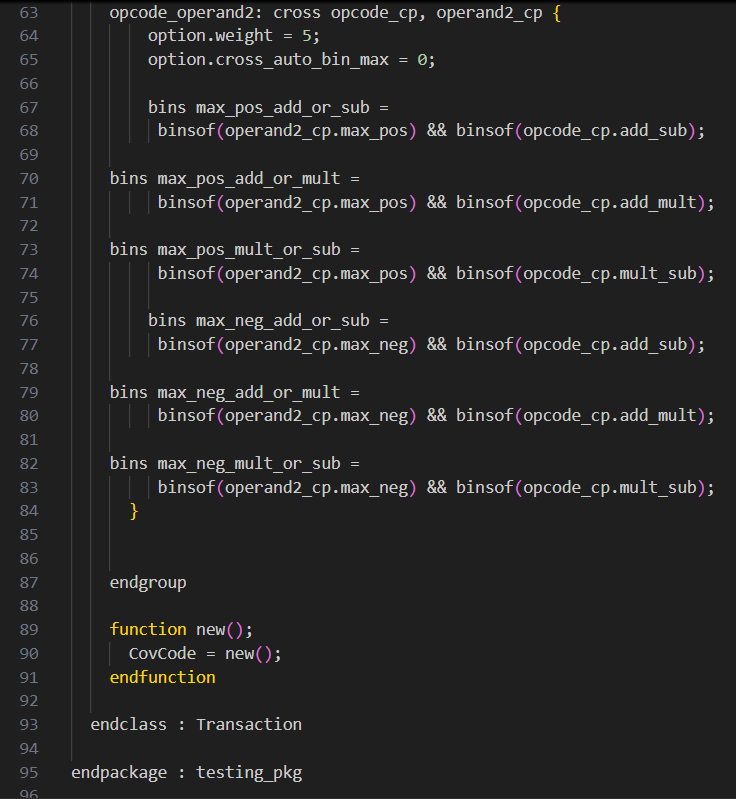 63 opcode_operand2: cross opcode_cp, operand2_cp {
64 option.weight = 5;
65 option.cross_auto_bin_max = 0;
66
67 bins max_pos_add_or_sub =
68 binsof(operand2_cp.max_pos) && binsof(opcode_cp.add_sub);
69
70 bins max_pos_add_or_mult =
71 binsof(operand2_cp.max_pos) && binsof(opcode_cp.add_mult);
72
73 bins max_pos_mult_or_sub =
74 binsof(operand2_cp.max_pos) && binsof(opcode_cp.mult_sub);
75
76 bins max_neg_add_or_sub =
77 binsof(operand2_cp.max_neg) && binsof(opcode_cp.add_sub);
78
79 bins max_neg_add_or_mult =
80 binsof(operand2_cp.max_neg) && binsof(opcode_cp.add_mult);
81
82 bins max_neg_mult_or_sub =
83 binsof(operand2_cp.max_neg) && binsof(opcode_cp.mult_sub);
84 }
85
86
87 endgroup
88
89 function new();
90 CovCode = new();
91 endfunction
92
93 endclass : Transaction
94
95 endpackage : testing_pkg
96